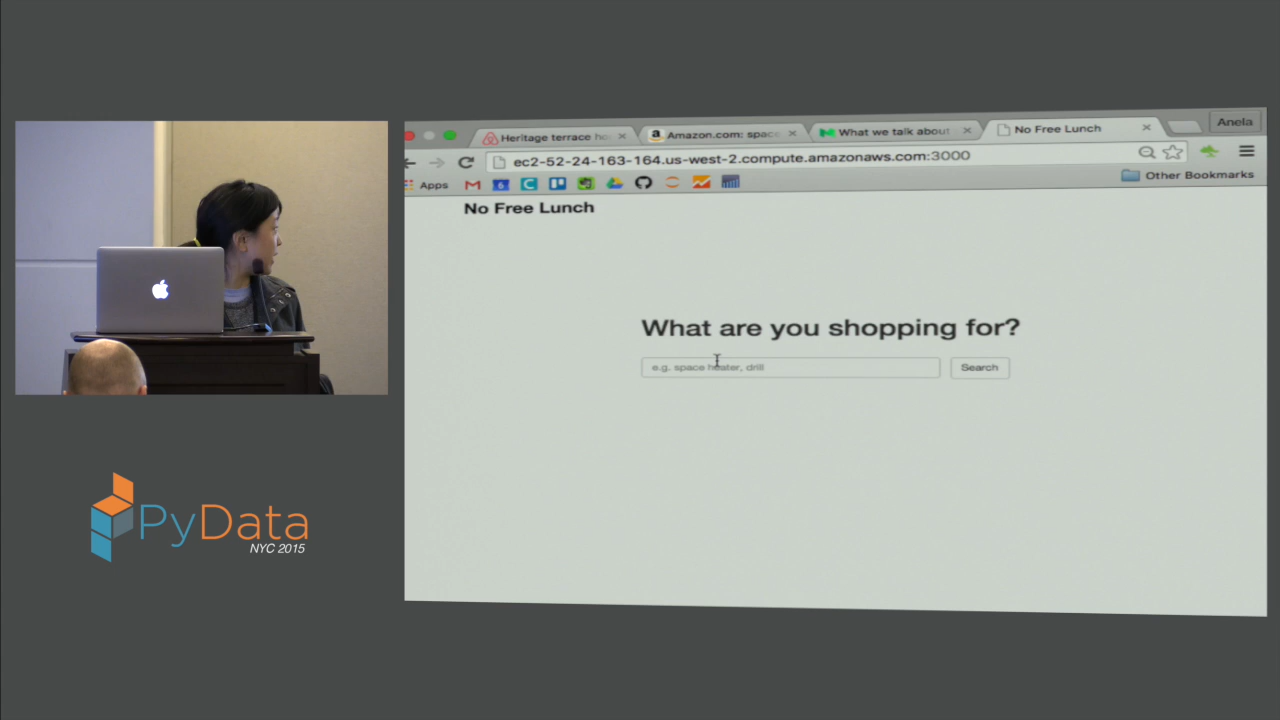 Heritage terrace ho
Amazon.com: spac
What we talk about
No Free Lunch
Anela
ec2-52-24-163-164.us-west-2.compute.amazonaws.com:3000
Apps
Other Bookmarks
No Free Lunch
What are you shopping for?
e.g. space heater, drill
Search
PyData
NYC 2015